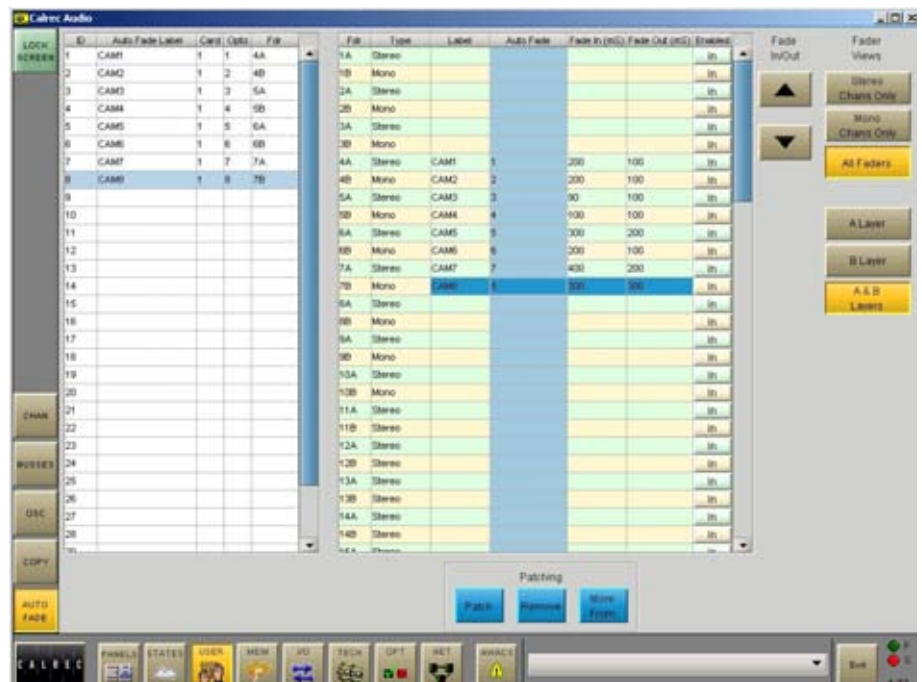 Calrec Audio
LOCK SCREEN
ID Auto Fade Label Card Opto Fdr
1 CAM1 1 1 4A
2 CAM2 1 2 4B
3 CAM3 1 3 5A
4 CAM4 1 4 5B
5 CAM5 1 5 6A
6 CAM6 1 6 6B
7 CAM7 1 7 7A
8 CAM8 1 8 7B
9
10
11
12
13
14
15
16
17
18
19
20
21
22
23
24
25
26
27
28
Fdr Type Label Auto Fade Fade In (mS) Fade Out (mS) Enabled
1A Stereo In
1B Mono In
2A Stereo In
2B Mono In
3A Stereo In
3B Mono In
4A Stereo CAM1 1 200 100 In
4B Mono CAM2 2 200 100 In
5A Stereo CAM3 3 90 100 In
5B Mono CAM4 4 100 100 In
6A Stereo CAM5 5 300 200 In
6B Mono CAM6 6 200 100 In
7A Stereo CAM7 7 400 200 In
7B Mono CAM8 8 300 300 In
8A Stereo In
8B Mono In
9A Stereo In
9B Mono In
10A Stereo In
10B Mono In
11A Stereo In
11B Mono In
12A Stereo In
12B Mono In
13A Stereo In
13B Mono In
14A Stereo In
14B Mono In
Fade In/Out
Fader Views
Stereo Chans Only
Mono Chans Only
All Faders
A Layer
B Layer
A & B Layers
CHAN
BUSSES
OSC
COPY
AUTO FADE
Patching
Patch
Remove
Move From
CALREC
PANELS
STATES
USER
MEM
I/O
TECH
OPT
NET
AWACS
Exit